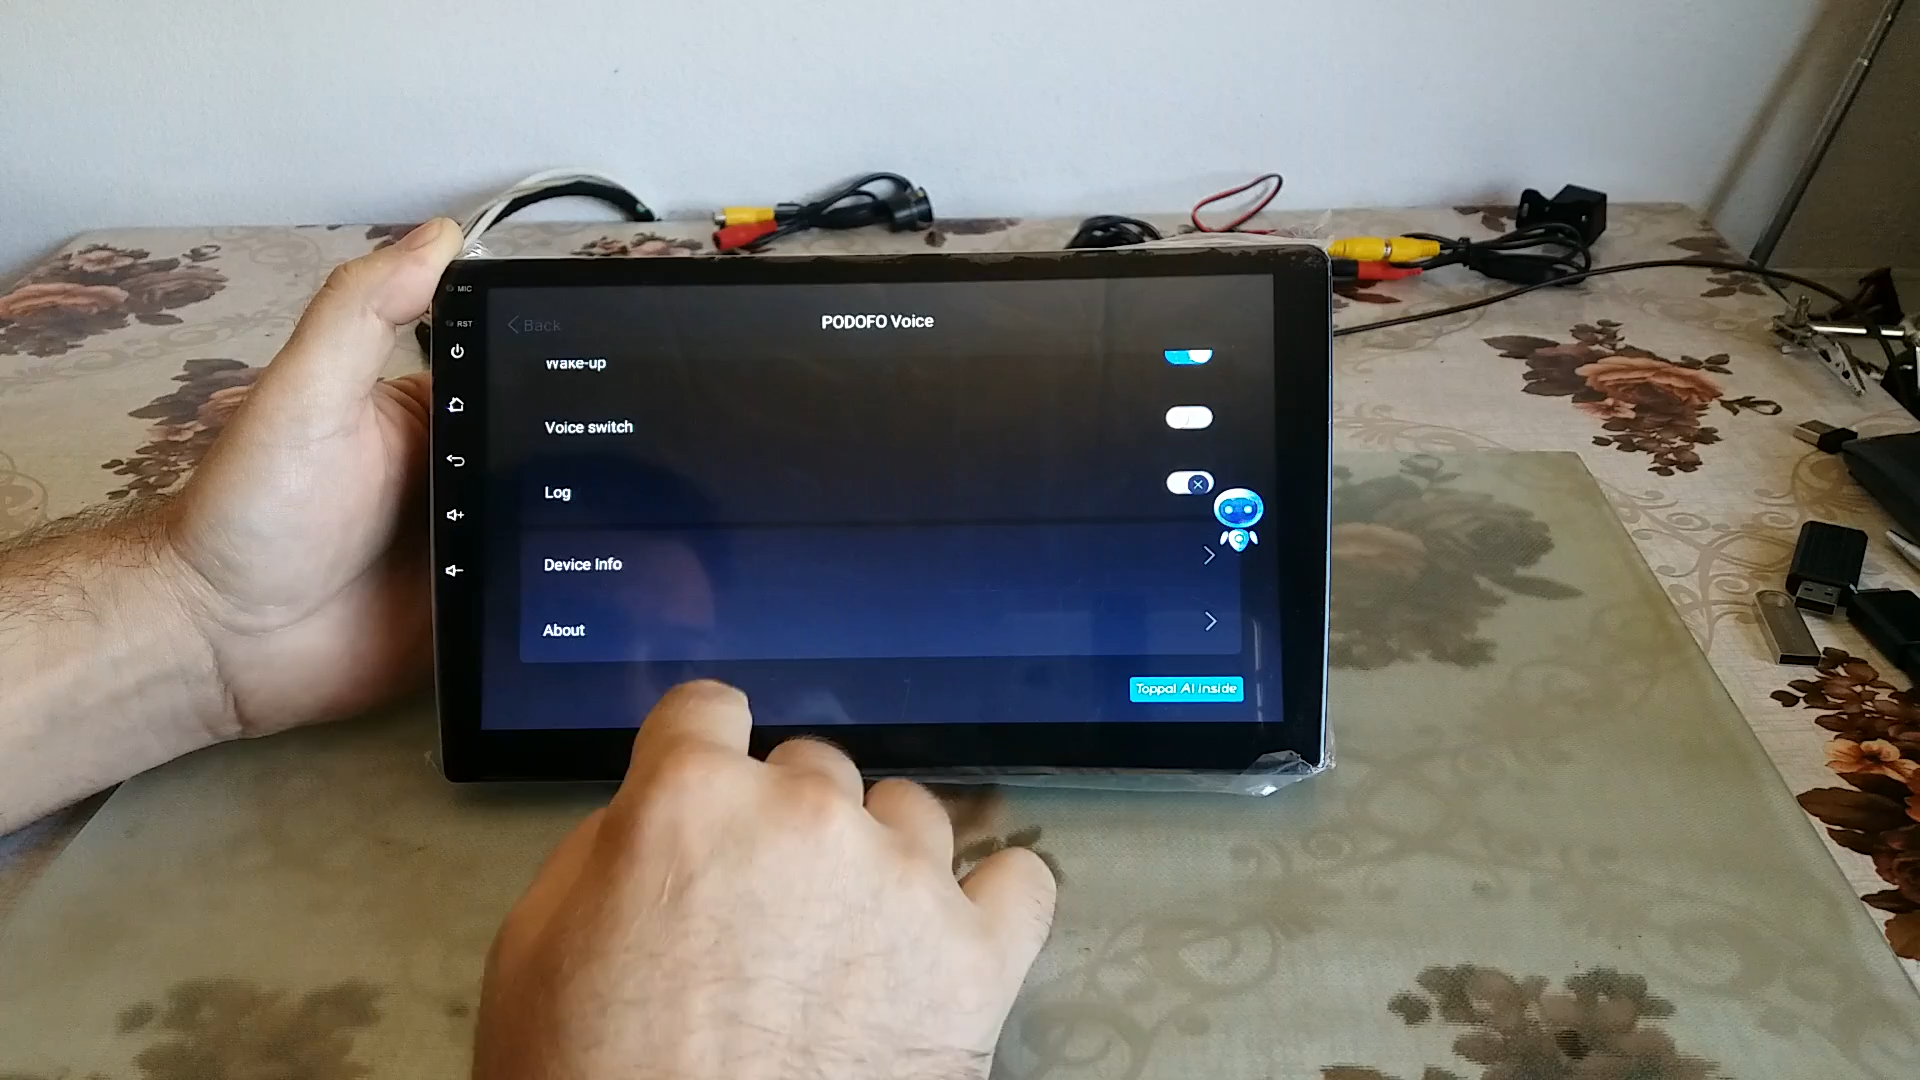 MIC
RST
Back
PODOFO Voice
Wake-up
Voice switch
Log
Device Info
About
Toppal AI inside